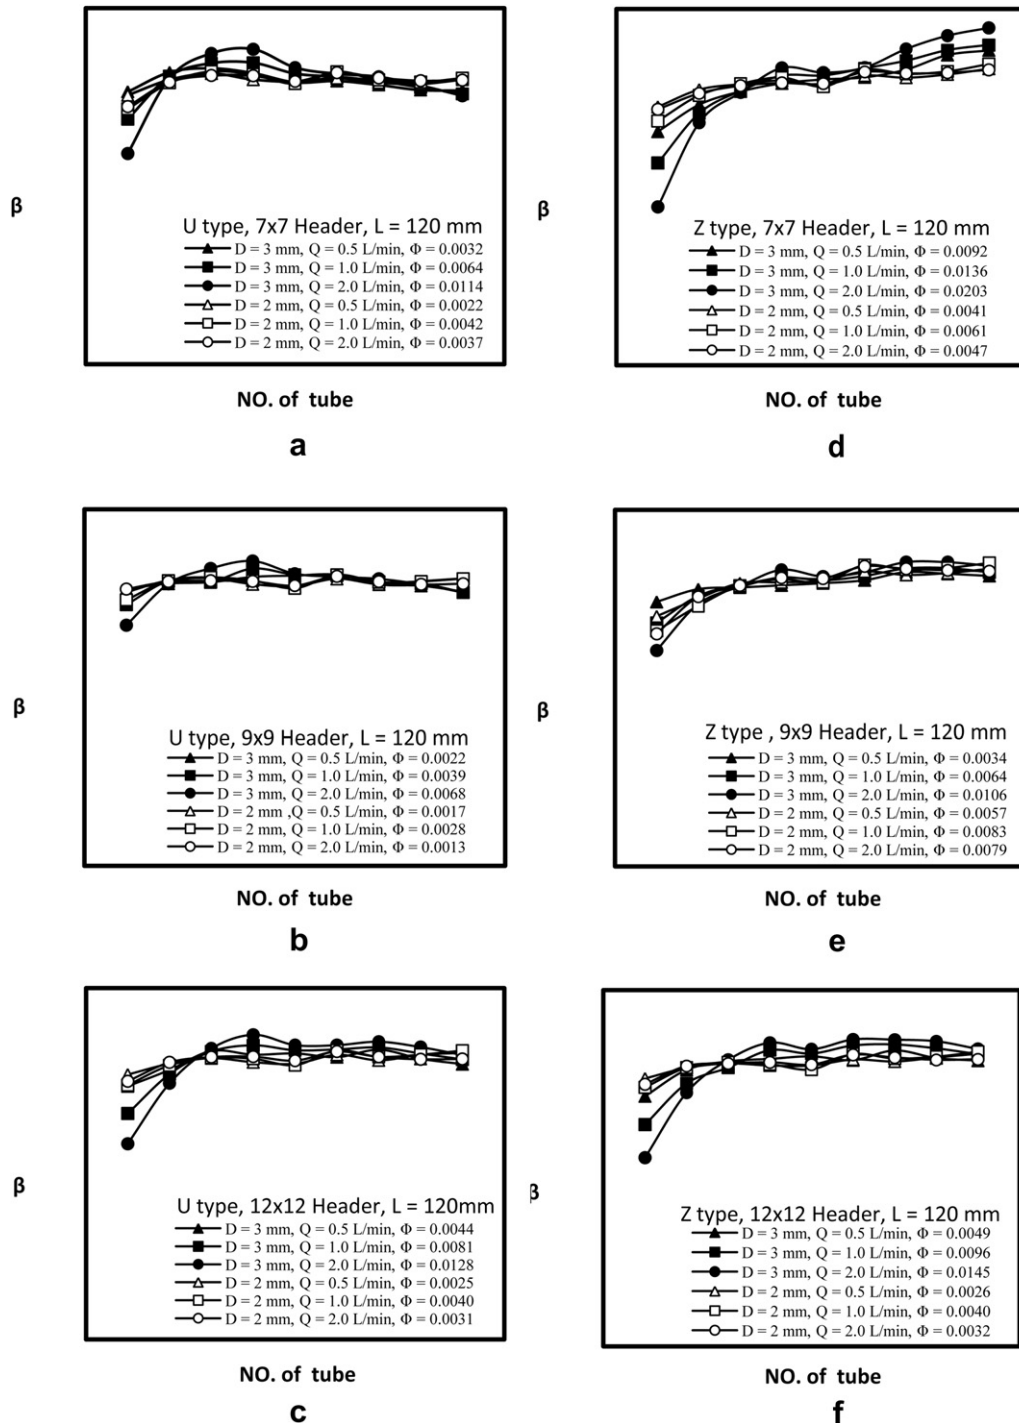 β
U type, 7x7 Header, L = 120 mm
D = 3 mm, Q = 0.5 L/min, Φ = 0.0032
D = 3 mm, Q = 1.0 L/min, Φ = 0.0064
D = 3 mm, Q = 2.0 L/min, Φ = 0.0114
D = 2 mm, Q = 0.5 L/min, Φ = 0.0022
D = 2 mm, Q = 1.0 L/min, Φ = 0.0042
D = 2 mm, Q = 2.0 L/min, Φ = 0.0037
NO. of tube
a
β
Z type, 7x7 Header, L = 120 mm
D = 3 mm, Q = 0.5 L/min, Φ = 0.0092
D = 3 mm, Q = 1.0 L/min, Φ = 0.0136
D = 3 mm, Q = 2.0 L/min, Φ = 0.0203
D = 2 mm, Q = 0.5 L/min, Φ = 0.0041
D = 2 mm, Q = 1.0 L/min, Φ = 0.0061
D = 2 mm, Q = 2.0 L/min, Φ = 0.0047
NO. of tube
d
β
U type, 9x9 Header, L = 120 mm
D = 3 mm, Q = 0.5 L/min, Φ = 0.0022
D = 3 mm, Q = 1.0 L/min, Φ = 0.0039
D = 3 mm, Q = 2.0 L/min, Φ = 0.0068
D = 2 mm ,Q = 0.5 L/min, Φ = 0.0017
D = 2 mm, Q = 1.0 L/min, Φ = 0.0028
D = 2 mm, Q = 2.0 L/min, Φ = 0.0013
NO. of tube
b
β
Z type , 9x9 Header, L = 120 mm
D = 3 mm, Q = 0.5 L/min, Φ = 0.0034
D = 3 mm, Q = 1.0 L/min, Φ = 0.0064
D = 3 mm, Q = 2.0 L/min, Φ = 0.0106
D = 2 mm, Q = 0.5 L/min, Φ = 0.0057
D = 2 mm, Q = 1.0 L/min, Φ = 0.0083
D = 2 mm, Q = 2.0 L/min, Φ = 0.0079
NO. of tube
e
β
U type, 12x12 Header, L = 120mm
D = 3 mm, Q = 0.5 L/min, Φ = 0.0044
D = 3 mm, Q = 1.0 L/min, Φ = 0.0081
D = 3 mm, Q = 2.0 L/min, Φ = 0.0128
D = 2 mm, Q = 0.5 L/min, Φ = 0.0025
D = 2 mm, Q = 1.0 L/min, Φ = 0.0040
D = 2 mm, Q = 2.0 L/min, Φ = 0.0031
NO. of tube
c
β
Z type, 12x12 Header, L = 120 mm
D = 3 mm, Q = 0.5 L/min, Φ = 0.0049
D = 3 mm, Q = 1.0 L/min, Φ = 0.0096
D = 3 mm, Q = 2.0 L/min, Φ = 0.0145
D = 2 mm, Q = 0.5 L/min, Φ = 0.0026
D = 2 mm, Q = 1.0 L/min, Φ = 0.0040
D = 2 mm, Q = 2.0 L/min, Φ = 0.0032
NO. of tube
f